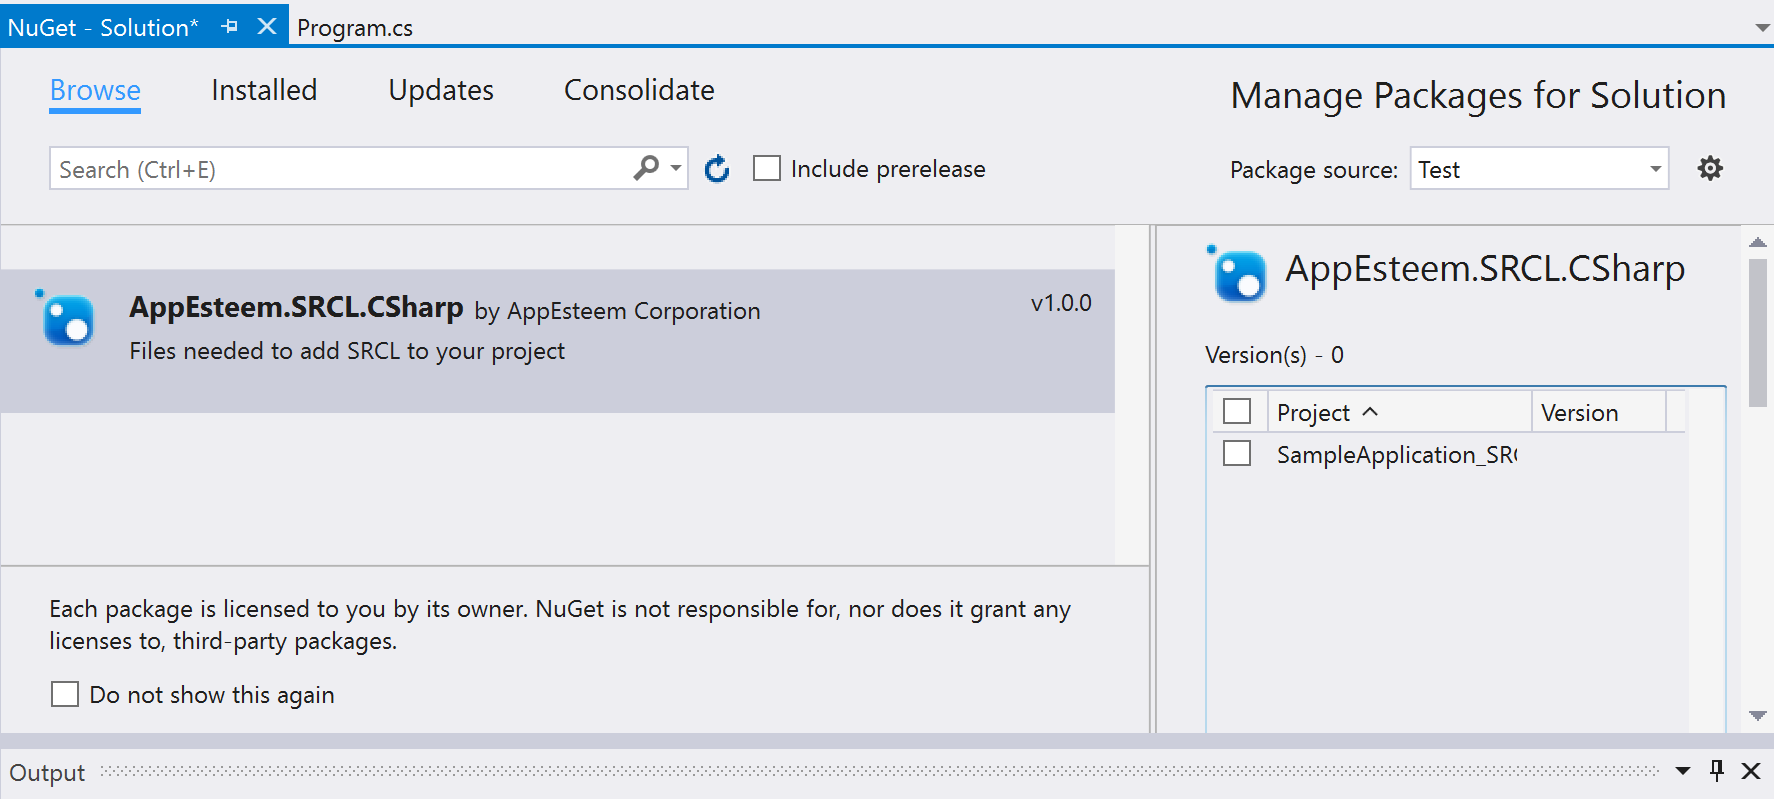 NuGet - Solution*
Program.cs
Browse Installed Updates Consolidate
Manage Packages for Solution
Search (Ctrl+E)
Include prerelease
Package source: Test
AppEsteem.SRCL.CSharp by AppEsteem Corporation v1.0.0
Files needed to add SRCL to your project
AppEsteem.SRCL.CSharp
Version(s) - 0
Project Version
SampleApplication_SRC
Each package is licensed to you by its owner. NuGet is not responsible for, nor does it grant any
licenses to, third-party packages.
Do not show this again
Output